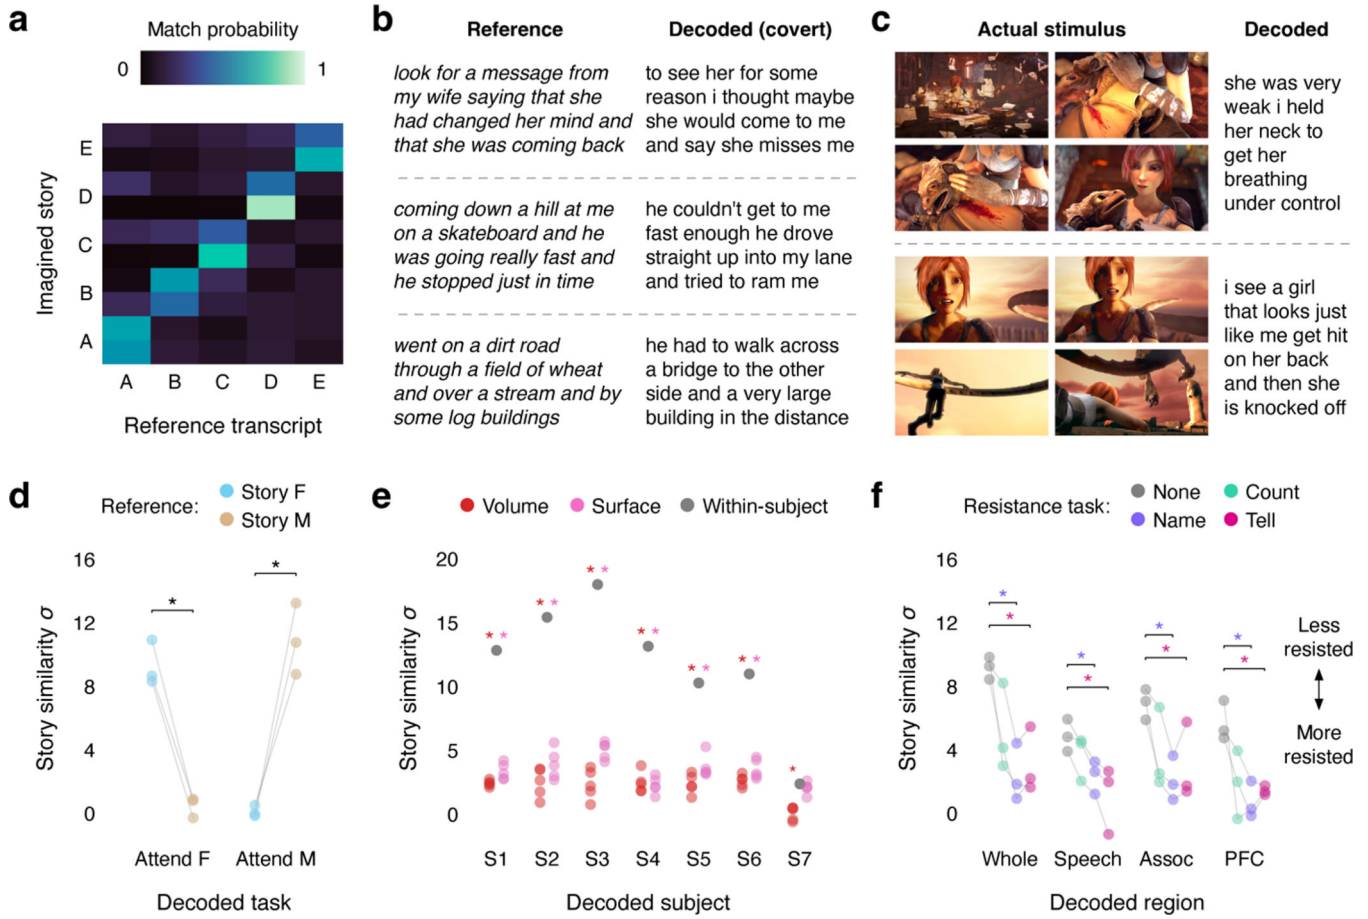 a
Match probability
0
1
Imagined story
E
D
C
B
A
A B C D E
Reference transcript
b
Reference
Decoded (covert)
look for a message from
my wife saying that she
had changed her mind and
that she was coming back
to see her for some
reason i thought maybe
she would come to me
and say she misses me
coming down a hill at me
on a skateboard and he
was going really fast and
he stopped just in time
he couldn't get to me
fast enough he drove
straight up into my lane
and tried to ram me
went on a dirt road
through a field of wheat
and over a stream and by
some log buildings
he had to walk across
a bridge to the other
side and a very large
building in the distance
c
Actual stimulus
Decoded
she was very
weak i held
her neck to
get her
breathing
under control
i see a girl
that looks just
like me get hit
on her back
and then she
is knocked off
d
Reference:
Story F
Story M
Story similarity σ
16
12
8
4
0
*
*
Attend F
Attend M
Decoded task
e
Volume
Surface
Within-subject
Story similarity σ
20
15
10
5
0
* *
* *
* *
* *
* *
* *
*
S1 S2 S3 S4 S5 S6 S7
Decoded subject
f
Resistance task:
None
Count
Name
Tell
Story similarity σ
16
12
8
4
0
*
*
*
*
*
*
*
*
Less
resisted
More
resisted
Whole Speech Assoc PFC
Decoded region